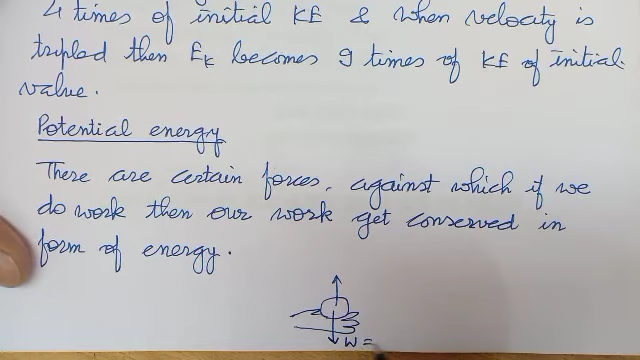 4 times of initial KE & when velocity is
tripled then Ek becomes 9 times of KE of initial
value.
Potential energy
There are certain forces, against which if we
do work then our work get conserved in
form of energy.
W =